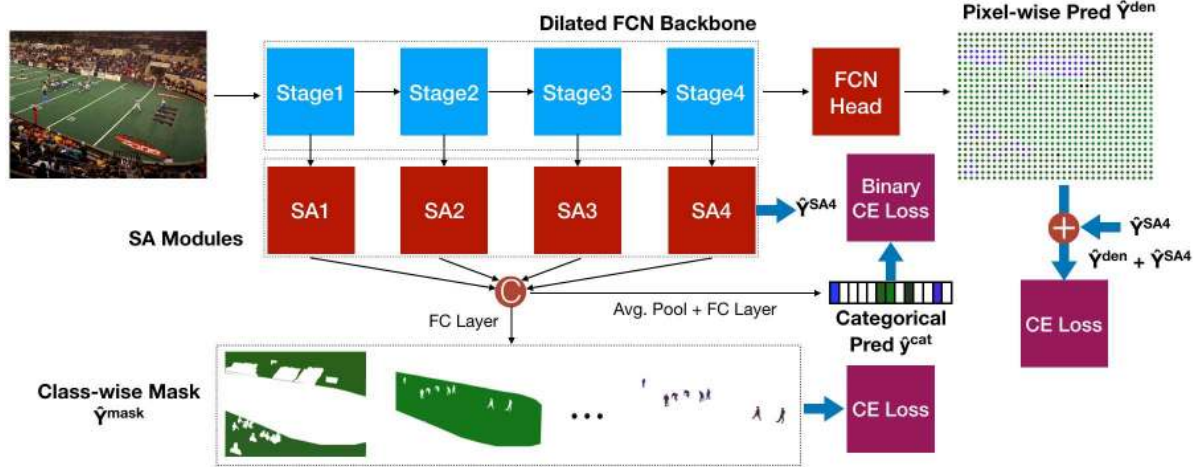 Dilated FCN Backbone
Pixel-wise Pred Ŷden
Stage1
Stage2
Stage3
Stage4
FCN
Head
SA1
SA2
SA3
SA4
ŶSA4
Binary
CE Loss
SA Modules
ŶSA4
Ŷden + ŶSA4
C
FC Layer
Avg. Pool + FC Layer
Categorical
Pred ŷcat
CE Loss
Class-wise Mask
Ŷmask
CE Loss